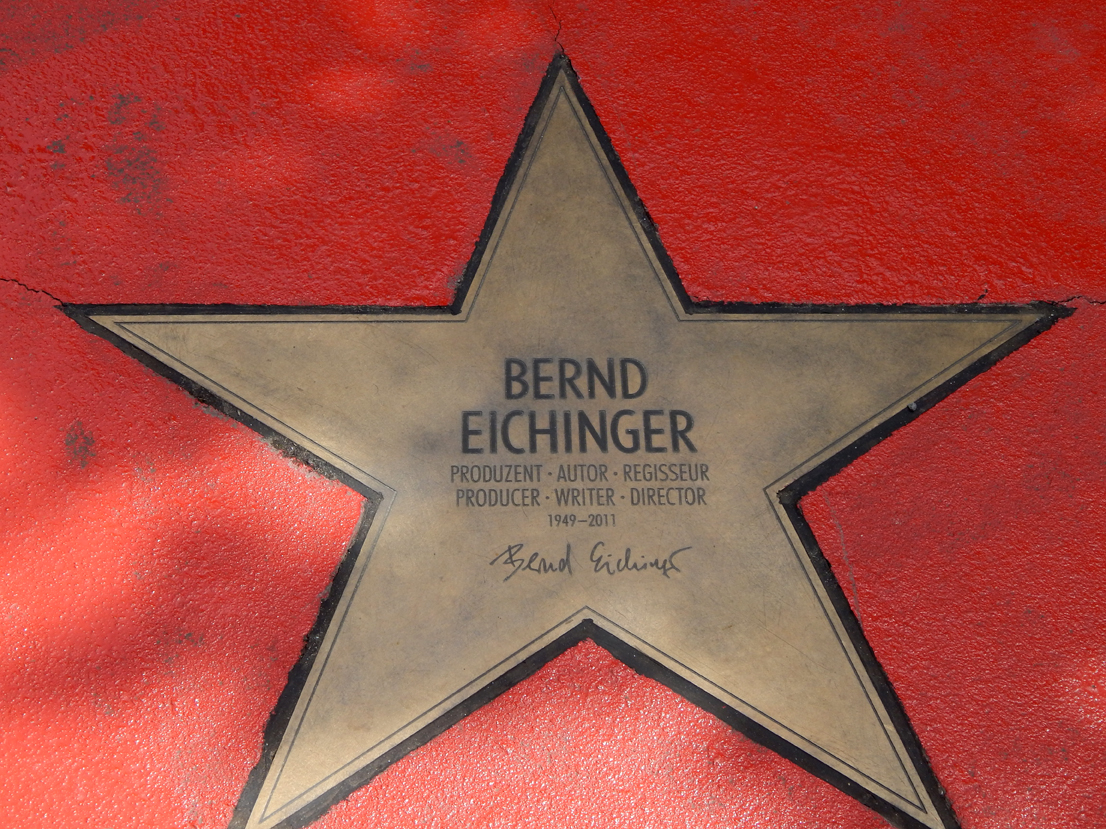 BERND
EICHINGER
PRODUZENT · AUTOR · REGISSEUR
PRODUCER · WRITER · DIRECTOR
1949–2011
Bernd Eichinger